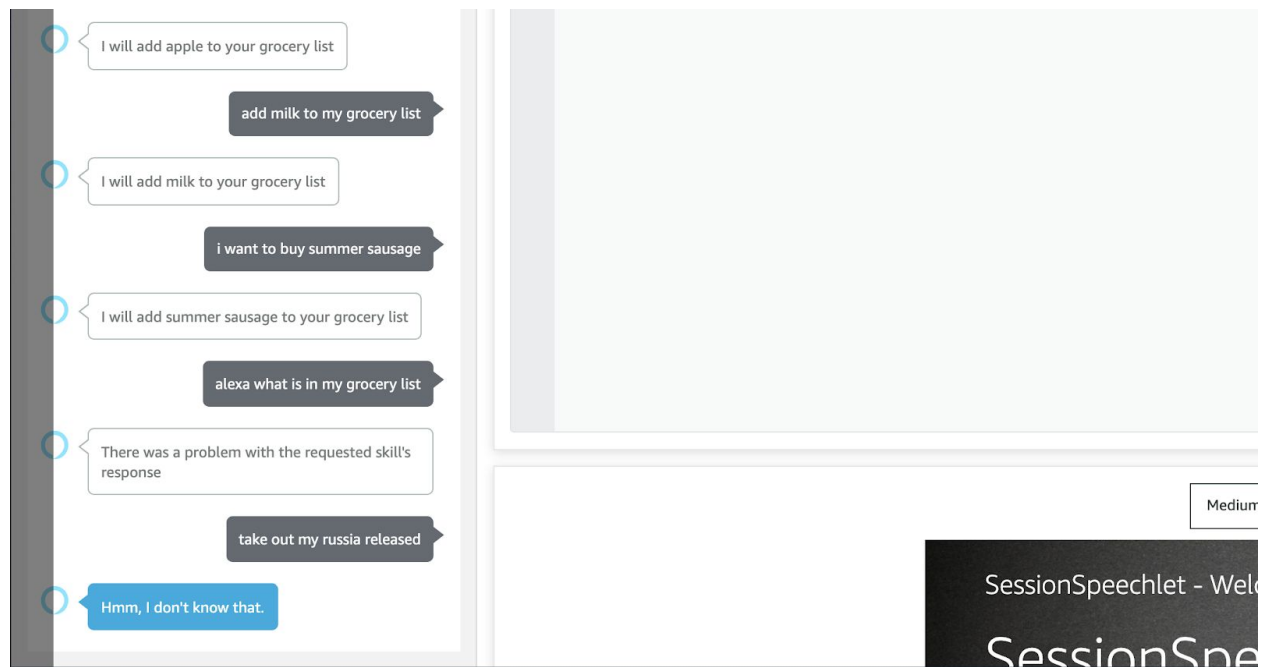 I will add apple to your grocery list
add milk to my grocery list
I will add milk to your grocery list
i want to buy summer sausage
I will add summer sausage to your grocery list
alexa what is in my grocery list
There was a problem with the requested skill's
response
take out my russia released
Hmm, I don't know that.
Medium
SessionSpeechlet - Welc
SessionSpe